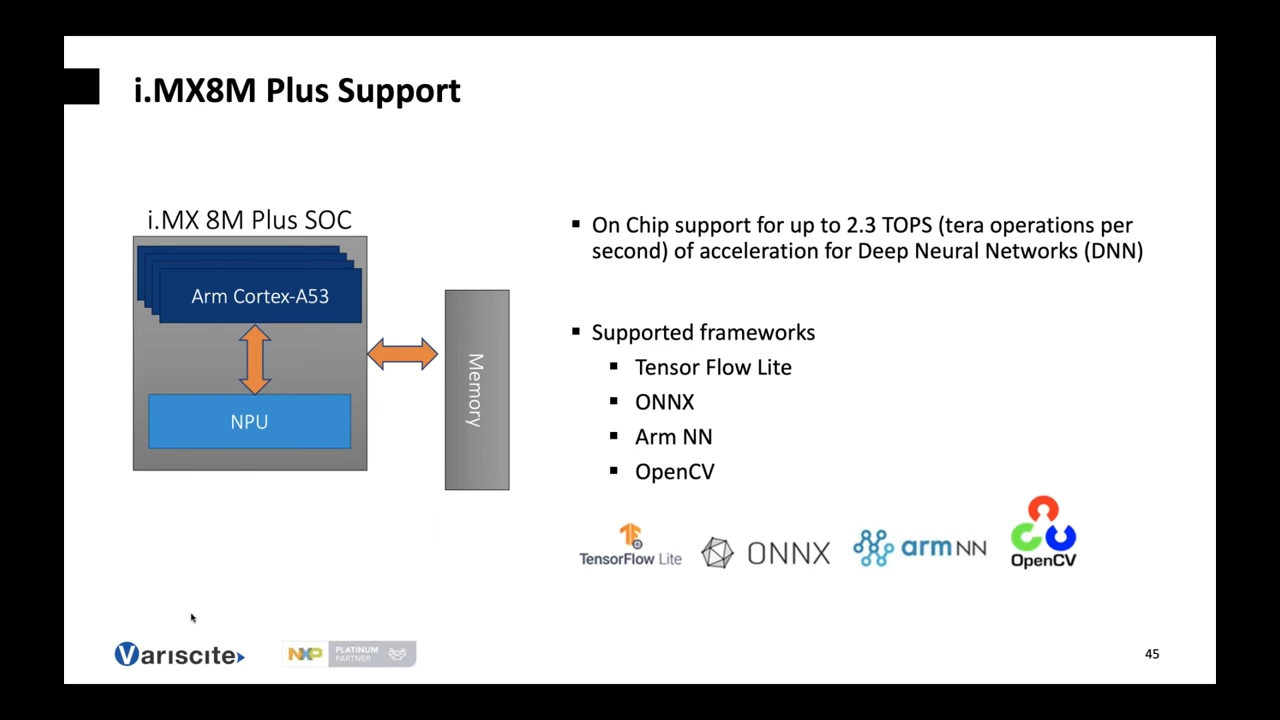 i.MX8M Plus Support
i.MX 8M Plus SOC
Arm Cortex-A53
NPU
Memory
▪ On Chip support for up to 2.3 TOPS (tera operations per
second) of acceleration for Deep Neural Networks (DNN)
▪ Supported frameworks
▪ Tensor Flow Lite
▪ ONNX
▪ Arm NN
▪ OpenCV
TensorFlow Lite
ONNX
arm NN
OpenCV
Variscite
NXP
PLATINUM
PARTNER
45